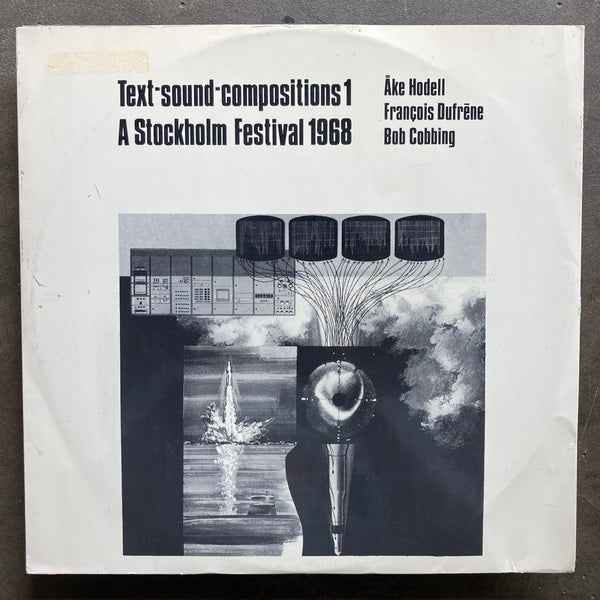 Text-sound-compositions 1
A Stockholm Festival 1968
Åke Hodell
François Dufrêne
Bob Cobbing